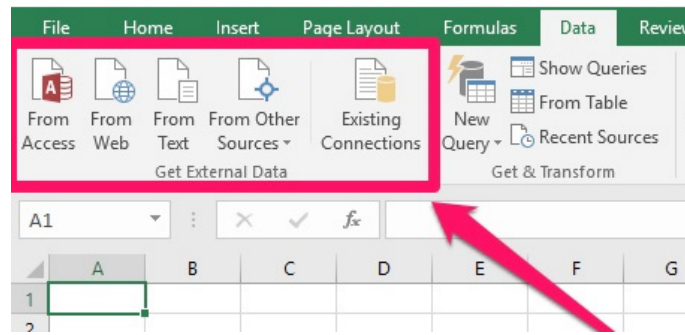 File Home Insert Page Layout Formulas Data Review
Show Queries
From Table
From From From From Other Existing New
Access Web Text Sources Connections Query Recent Sources
Get External Data Get & Transform
A1 fx
A B C D E F G
1
2